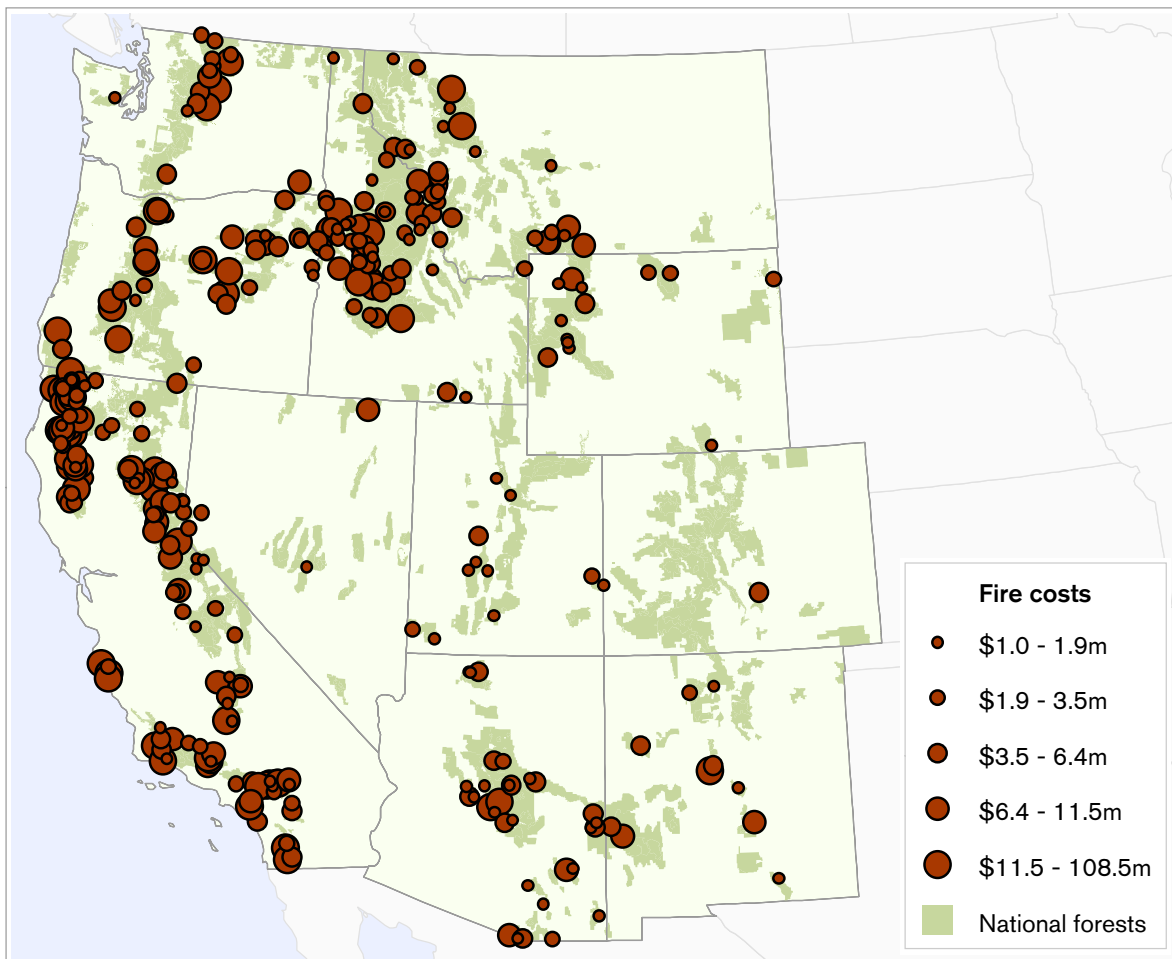 Fire costs
$1.0 - 1.9m
$1.9 - 3.5m
$3.5 - 6.4m
$6.4 - 11.5m
$11.5 - 108.5m
National forests